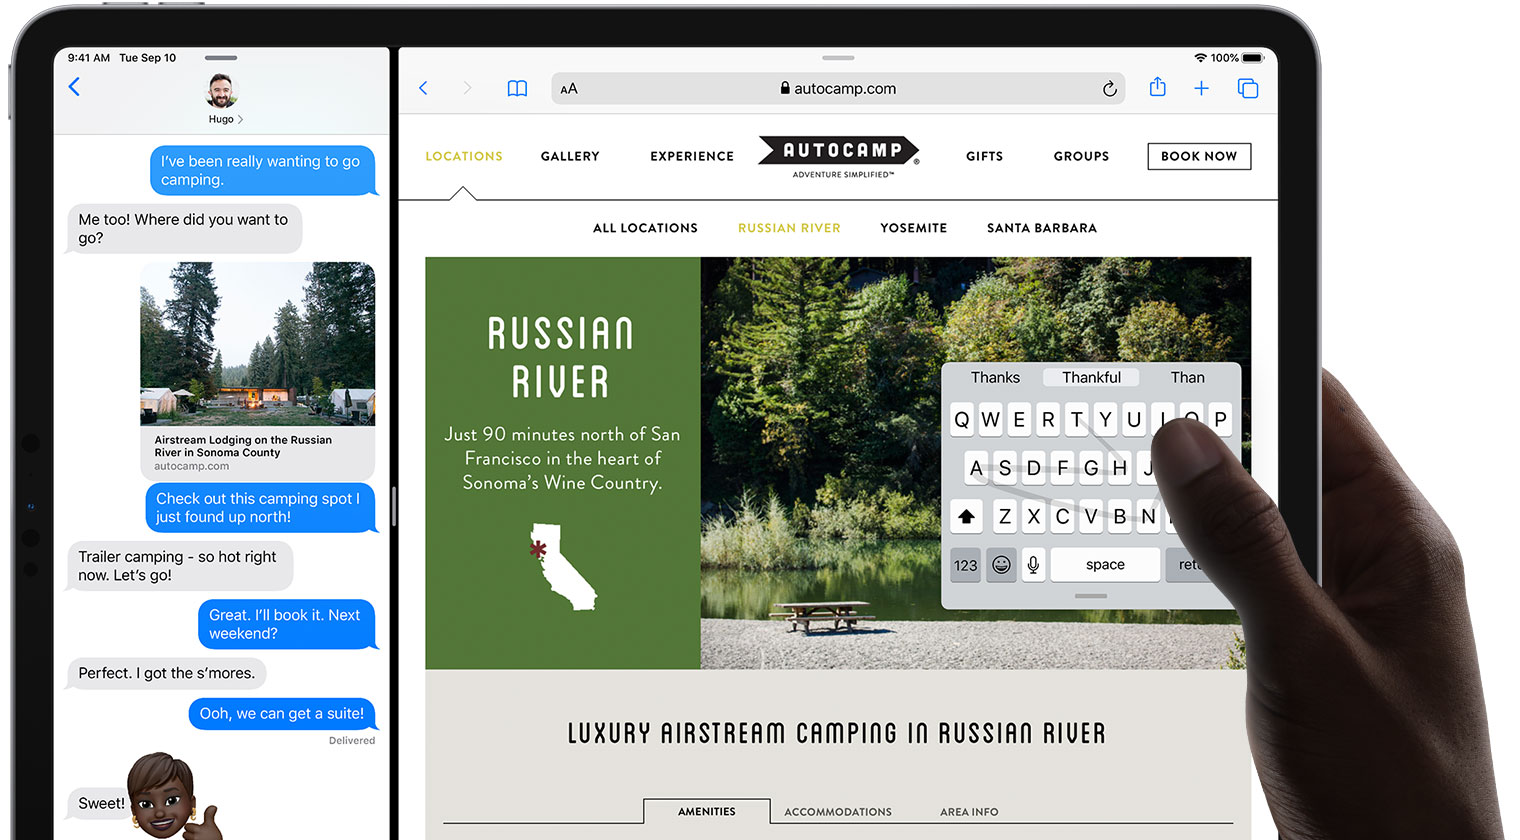 9:41 AM Tue Sep 10
Hugo
I've been really wanting to go
camping.
Me too! Where did you want to
go?
Airstream Lodging on the Russian
River in Sonoma County
autocamp.com
Check out this camping spot I
just found up north!
Trailer camping - so hot right
now. Let's go!
Great. I'll book it. Next
weekend?
Perfect. I got the s'mores.
Ooh, we can get a suite!
Delivered
Sweet!
100%
AA
autocamp.com
LOCATIONS GALLERY EXPERIENCE AUTOCAMP® GIFTS GROUPS BOOK NOW
ADVENTURE SIMPLIFIED™
ALL LOCATIONS RUSSIAN RIVER YOSEMITE SANTA BARBARA
RUSSIAN
RIVER
Just 90 minutes north of San
Francisco in the heart of
Sonoma's Wine Country.
Thanks Thankful Than
Q W E R T Y U I O P
A S D F G H J
Z X C V B N
123 space
LUXURY AIRSTREAM CAMPING IN RUSSIAN RIVER
AMENITIES ACCOMMODATIONS AREA INFO